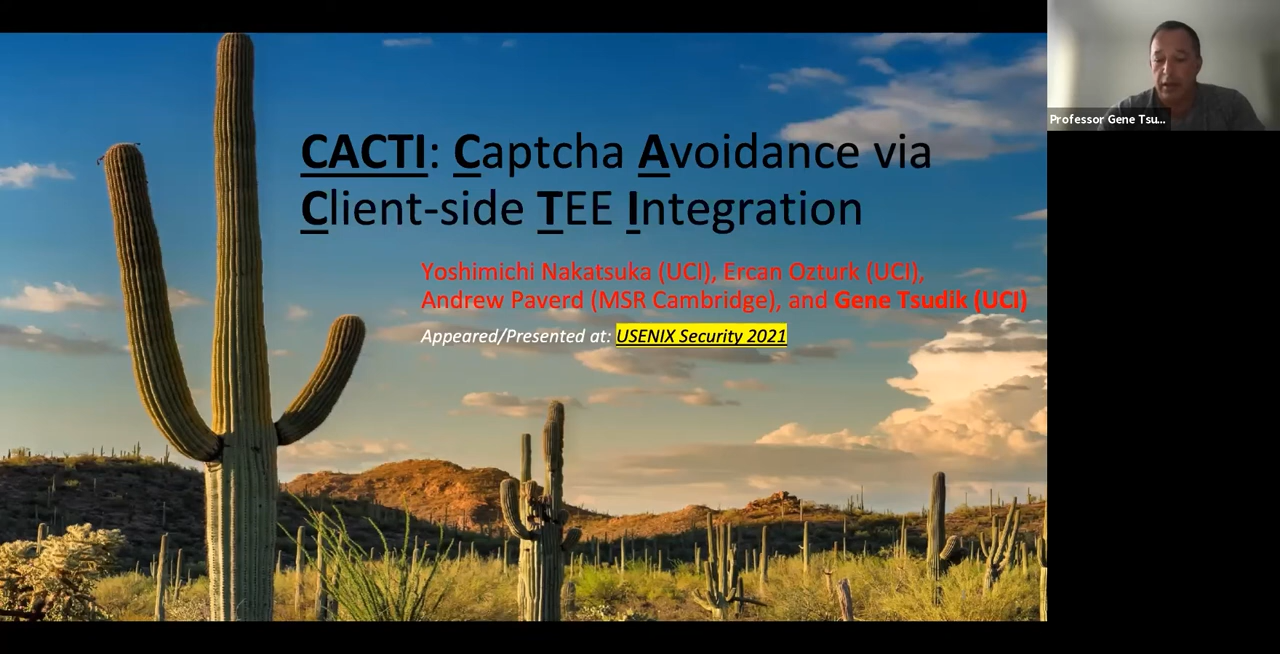 CACTI: Captcha Avoidance via
Client-side TEE Integration
Yoshimichi Nakatsuka (UCI), Ercan Ozturk (UCI),
Andrew Paverd (MSR Cambridge), and Gene Tsudik (UCI)
Appeared/Presented at: USENIX Security 2021
Professor Gene Tsu...